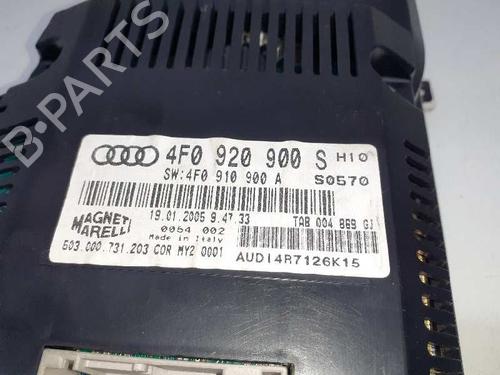 4F0 920 900 S H10
SW:4F0 910 900 A S0570
19.01.2005 9.47.33 TAB 004 869 GJ
MAGNETI MARELLI
0064 002
Made in Italy
503.000.731.203 COR MY2 0001
AUDI4R7126K15
B-PARTS